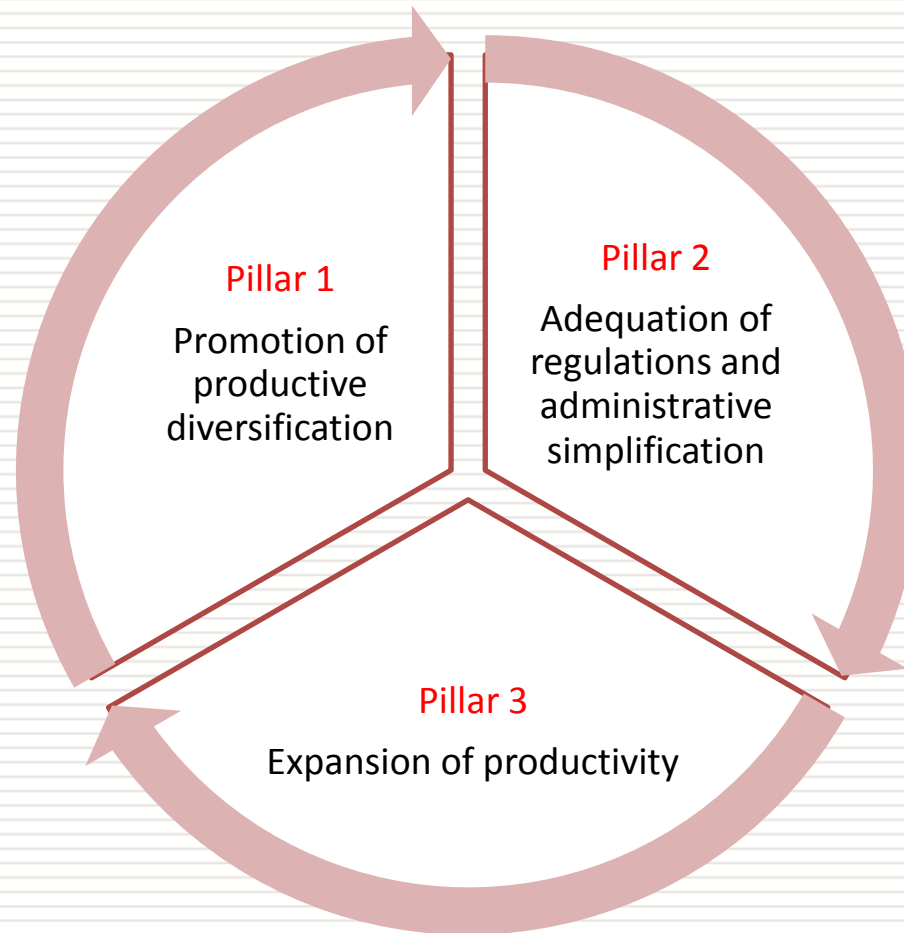 Pillar 1
Promotion of
productive
diversification
Pillar 2
Adequation of
regulations and
administrative
simplification
Pillar 3
Expansion of productivity